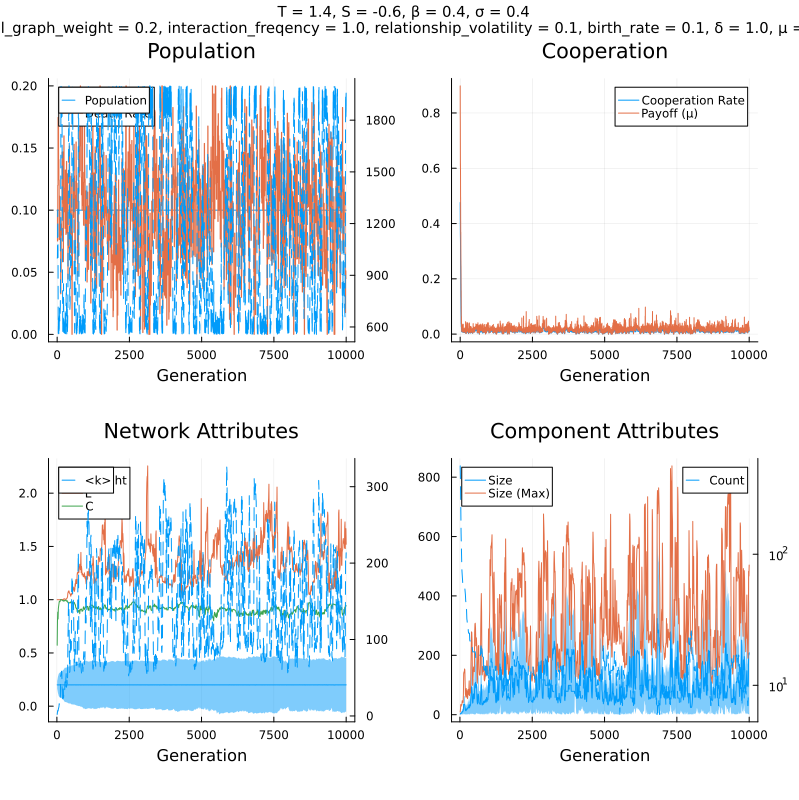 T = 1.4, S = -0.6, β = 0.4, σ = 0.4
l_graph_weight = 0.2, interaction_freqency = 1.0, relationship_volatility = 0.1, birth_rate = 0.1, δ = 1.0, μ =
Population
Cooperation
0.20
0.15
0.10
0.05
0.00
1800
1500
1200
900
600
Population
0 2500 5000 7500 10000
Generation
0.8
0.6
0.4
0.2
0.0
Cooperation Rate
Payoff (μ)
0 2500 5000 7500 10000
Generation
Network Attributes
Component Attributes
2.0
1.5
1.0
0.5
0.0
300
200
100
0
<k> ht
C
0 2500 5000 7500 10000
Generation
800
600
400
200
0
10²
10¹
Size
Size (Max)
Count
0 2500 5000 7500 10000
Generation